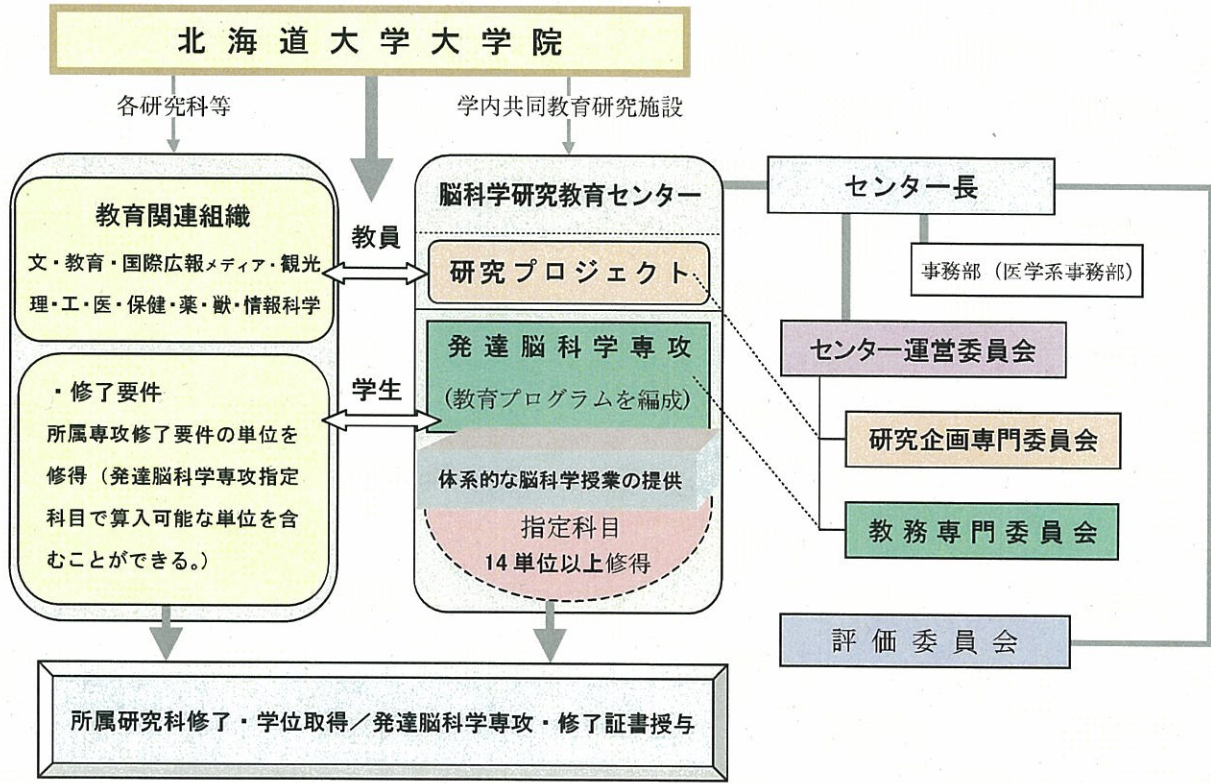 北海道大学大学院
各研究科等
学内共同教育研究施設
教育関連組織
文・教育・国際広報メディア・観光
理・工・医・保健・薬・獣・情報科学
・修了要件
所属専攻修了要件の単位を
修得（発達脳科学専攻指定
科目で算入可能な単位を含
むことができる。）
教員
学生
脳科学研究教育センター
研究プロジェクト
発達脳科学専攻
(教育プログラムを編成)
体系的な脳科学授業の提供
指定科目
14単位以上修得
センター長
事務部（医学系事務部）
センター運営委員会
研究企画専門委員会
教務専門委員会
評価委員会
所属研究科修了・学位取得／発達脳科学専攻・修了証書授与